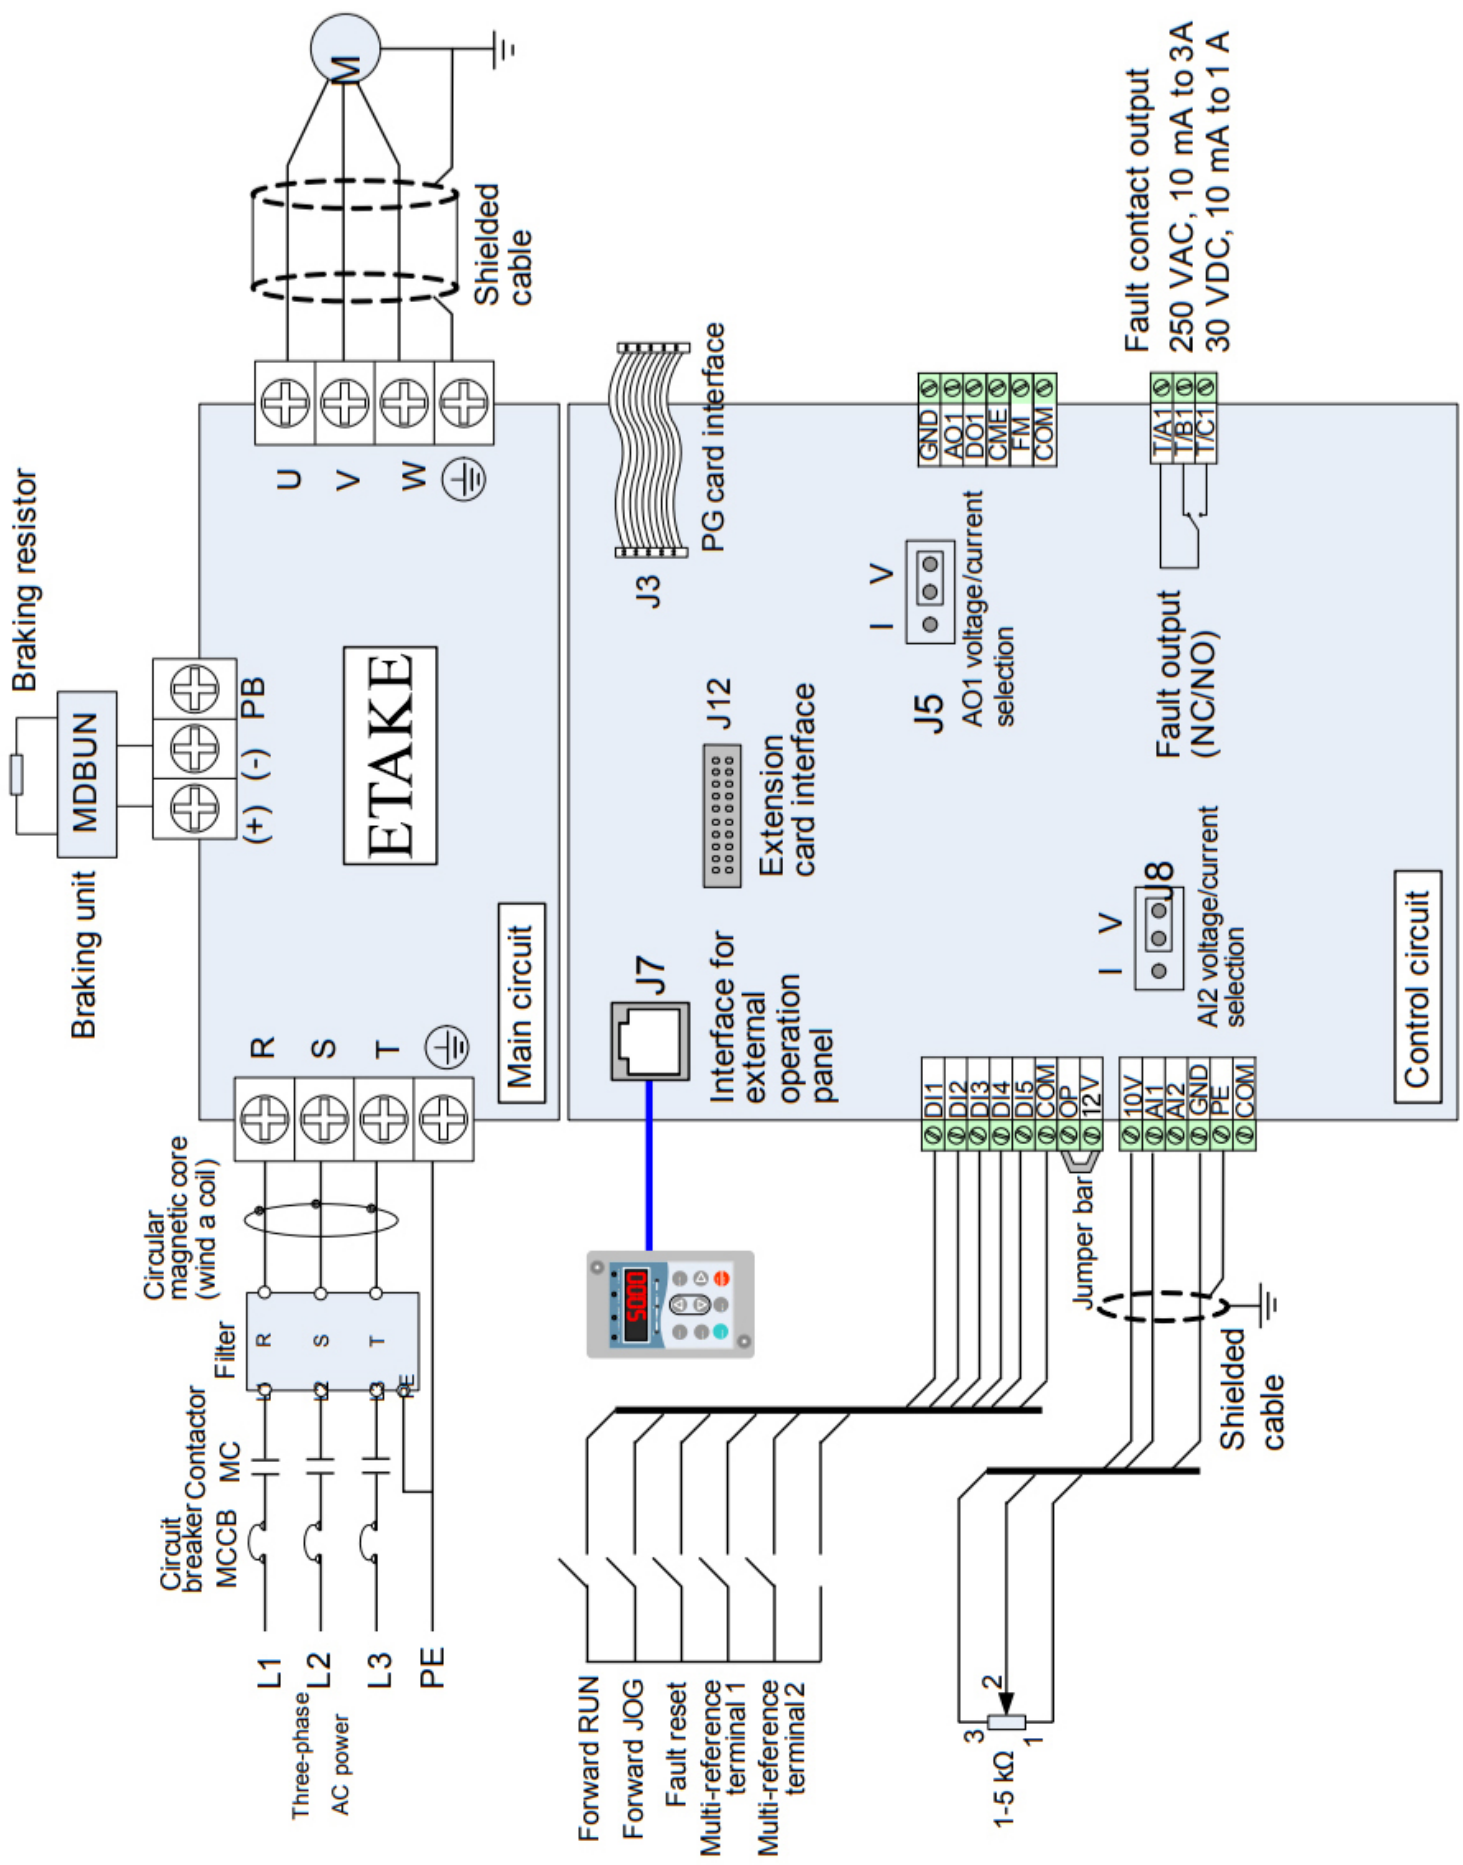 Braking resistor
Braking unit
MDBUN
(+)
(-)
PB
ETAKE
Main circuit
Three-phase
AC power
L1
L2
L3
PE
Circuit
breaker
MCCB
Contactor
MC
Filter
L1
L2
L3
PE
R
S
T
Circular
magnetic core
(wind a coil)
R
S
T
U
V
W
M
Shielded
cable
5000
J7
Interface for
external
operation
panel
J12
Extension
card interface
J3
PG card interface
Forward RUN
Forward JOG
Fault reset
Multi-reference
terminal 1
Multi-reference
terminal 2
DI1
DI2
DI3
DI4
DI5
COM
OP
12V
Jumper bar
10V
AI1
AI2
GND
PE
COM
Shielded
cable
1-5 kΩ
3
2
1
I V
J5
AO1 voltage/current
selection
GND
AO1
DO1
CME
FM
COM
I V
J8
AI2 voltage/current
selection
Fault output
(NC/NO)
T/A1
T/B1
T/C1
Fault contact output
250 VAC, 10 mA to 3A
30 VDC, 10 mA to 1 A
Control circuit